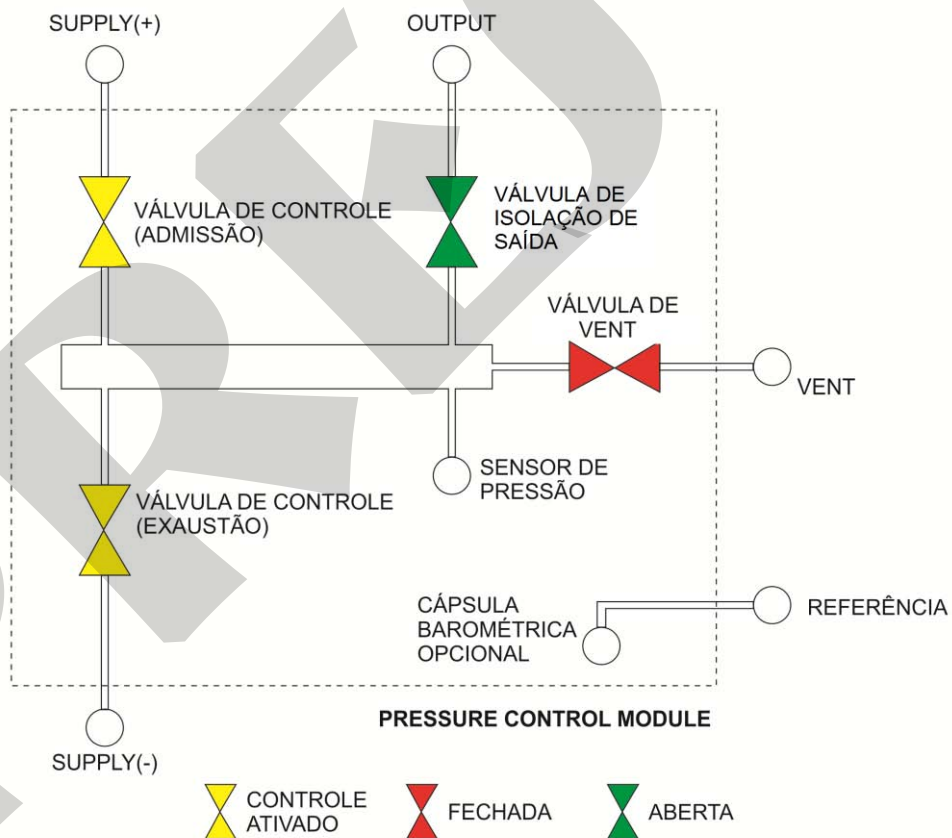 SUPPLY(+)
OUTPUT
VÁLVULA DE CONTROLE
(ADMISSÃO)
VÁLVULA DE
ISOLAÇÃO DE
SAÍDA
VÁLVULA DE
VENT
VENT
SENSOR DE
PRESSÃO
VÁLVULA DE CONTROLE
(EXAUSTÃO)
CÁPSULA
BAROMÉTRICA
OPCIONAL
REFERÊNCIA
PRESSURE CONTROL MODULE
SUPPLY(-)
CONTROLE
ATIVADO
FECHADA
ABERTA